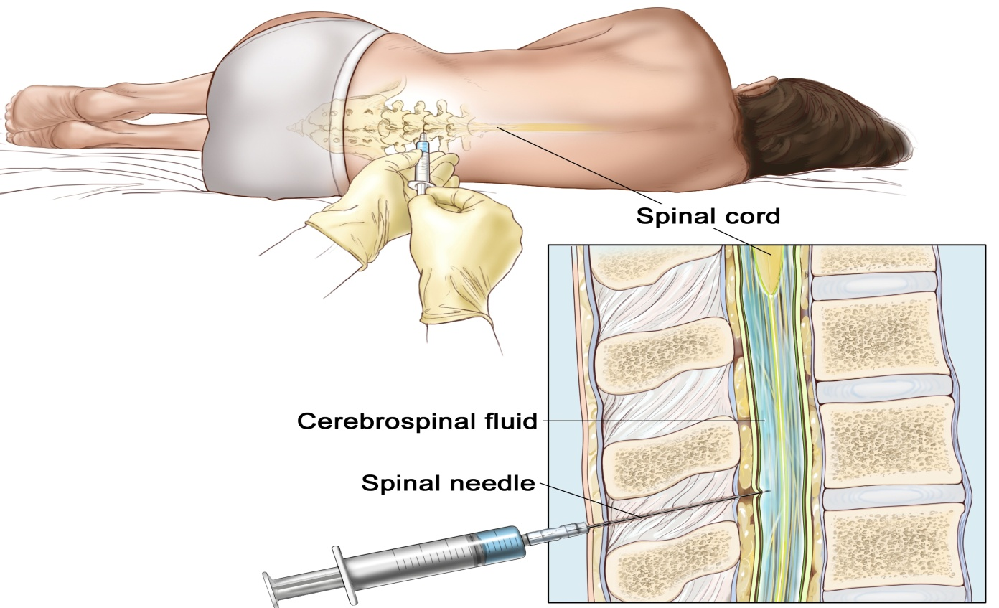 Spinal cord
Cerebrospinal fluid
Spinal needle